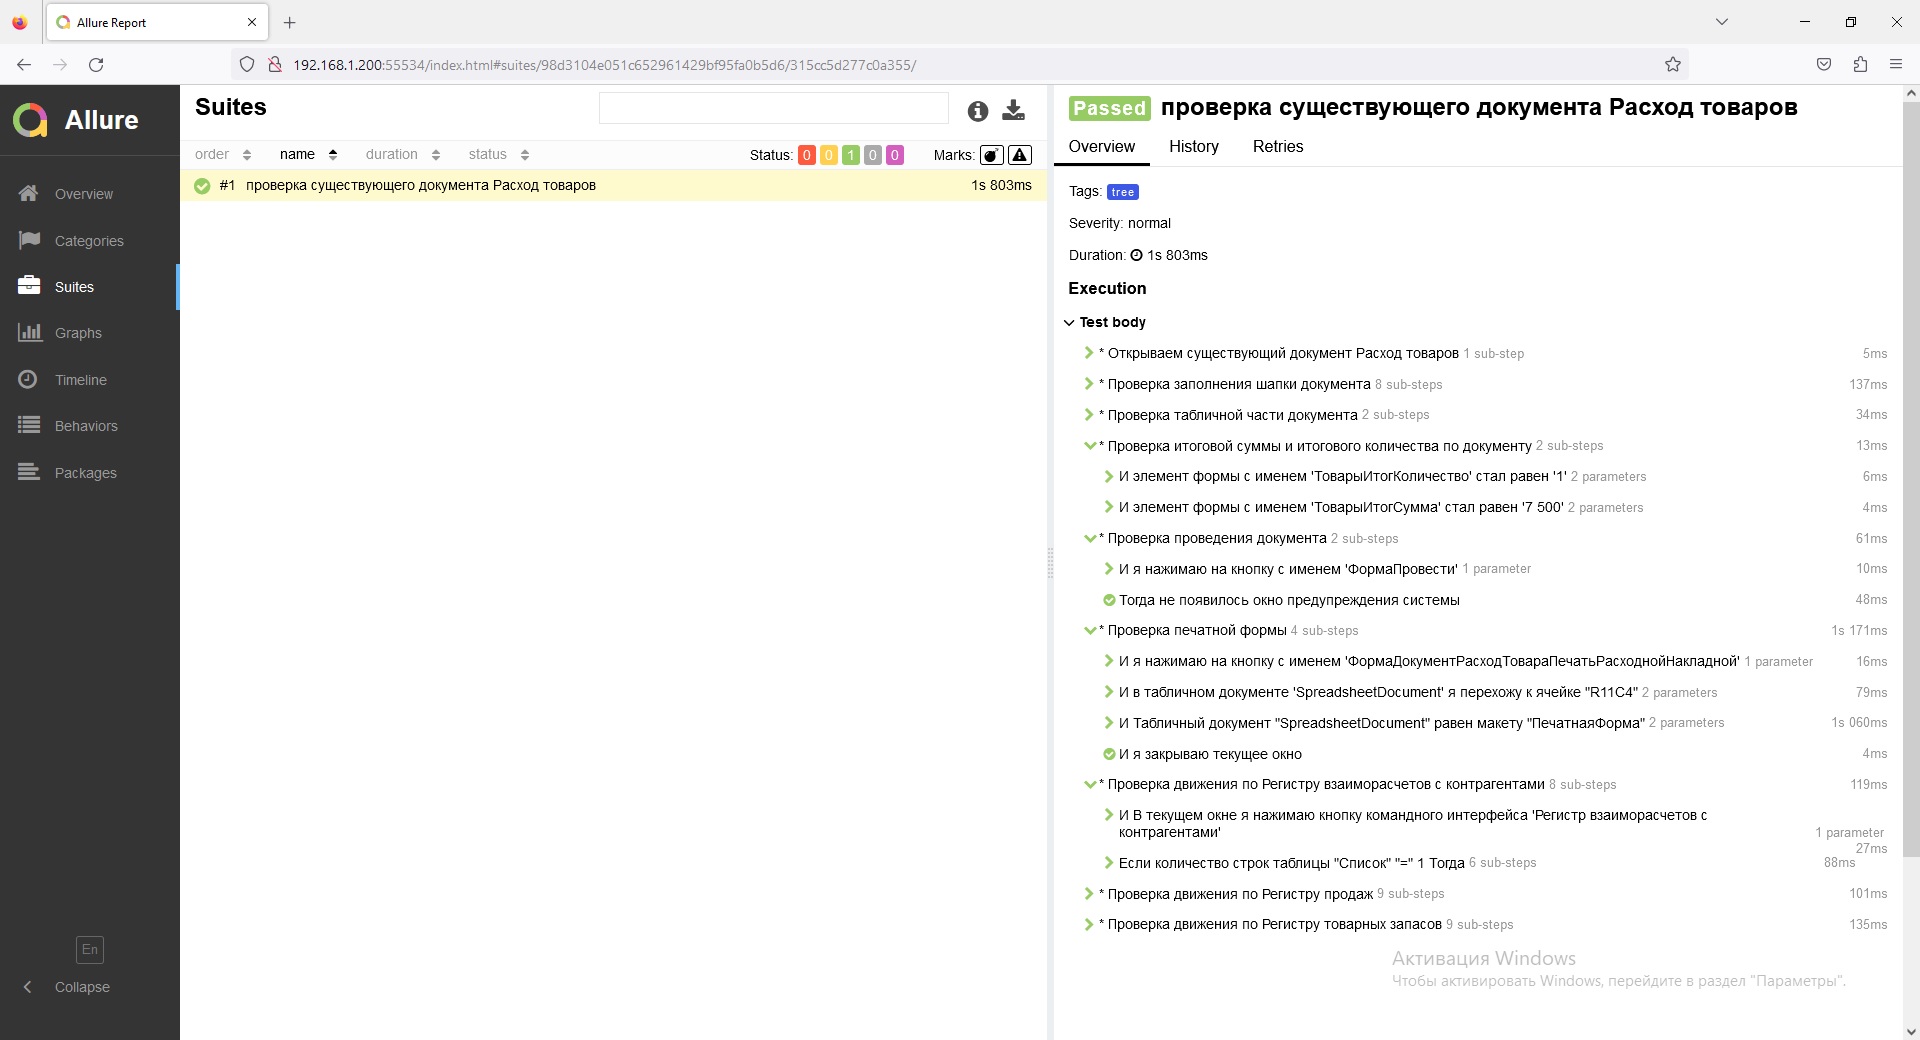 Allure Report
192.168.1.200:55534/index.html#suites/98d3104e051c652961429bf95fa0b5d6/315cc5d277c0a355/
Allure
Overview
Categories
Suites
Graphs
Timeline
Behaviors
Packages
En
Collapse
Suites
order name duration status Status: 0 0 1 0 0 Marks:
#1 проверка существующего документа Расход товаров 1s 803ms
Passed проверка существующего документа Расход товаров
Overview History Retries
Tags: tree
Severity: normal
Duration: 1s 803ms
Execution
Test body
* Открываем существующий документ Расход товаров 1 sub-step 5ms
* Проверка заполнения шапки документа 8 sub-steps 137ms
* Проверка табличной части документа 2 sub-steps 34ms
* Проверка итоговой суммы и итогового количества по документу 2 sub-steps 13ms
И элемент формы с именем 'ТоварыИтогКоличество' стал равен '1' 2 parameters 6ms
И элемент формы с именем 'ТоварыИтогСумма' стал равен '7 500' 2 parameters 4ms
* Проверка проведения документа 2 sub-steps 61ms
И я нажимаю на кнопку с именем 'ФормаПровести' 1 parameter 10ms
Тогда не появилось окно предупреждения системы 48ms
* Проверка печатной формы 4 sub-steps 1s 171ms
И я нажимаю на кнопку с именем 'ФормаДокументРасходТовараПечатьРасходнойНакладной' 1 parameter 16ms
И в табличном документе 'SpreadsheetDocument' я перехожу к ячейке "R11C4" 2 parameters 79ms
И Табличный документ "SpreadsheetDocument" равен макету "ПечатнаяФорма" 2 parameters 1s 060ms
И я закрываю текущее окно 4ms
* Проверка движения по Регистру взаиморасчетов с контрагентами 8 sub-steps 119ms
И В текущем окне я нажимаю кнопку командного интерфейса 'Регистр взаиморасчетов с
контрагентами' 1 parameter
27ms
Если количество строк таблицы "Список" "=" 1 Тогда 6 sub-steps 88ms
* Проверка движения по Регистру продаж 9 sub-steps 101ms
* Проверка движения по Регистру товарных запасов 9 sub-steps 135ms
Активация Windows
Чтобы активировать Windows, перейдите в раздел "Параметры".